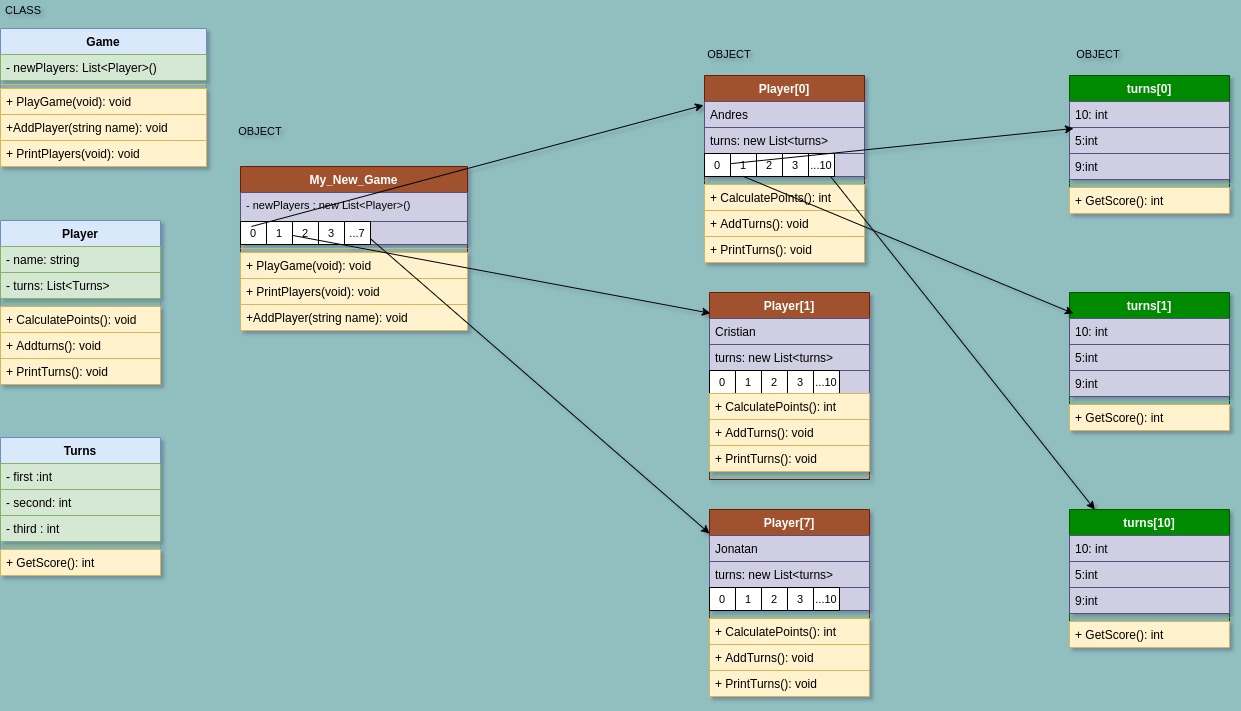 CLASS
Game
- newPlayers: List<Player>()
+ PlayGame(void): void
+AddPlayer(string name): void
+ PrintPlayers(void): void
Player
- name: string
- turns: List<Turns>
+ CalculatePoints(): void
+ Addturns(): void
+ PrintTurns(): void
Turns
- first :int
- second: int
- third : int
+ GetScore(): int
OBJECT
My_New_Game
- newPlayers : new List<Player>()
0 1 2 3 ...7
+ PlayGame(void): void
+ PrintPlayers(void): void
+AddPlayer(string name): void
OBJECT
Player[0]
Andres
turns: new List<turns>
0 1 2 3 ...10
+ CalculatePoints(): int
+ AddTurns(): void
+ PrintTurns(): void
Player[1]
Cristian
turns: new List<turns>
0 1 2 3 ...10
+ CalculatePoints(): int
+ AddTurns(): void
+ PrintTurns(): void
Player[7]
Jonatan
turns: new List<turns>
0 1 2 3 ...10
+ CalculatePoints(): int
+ AddTurns(): void
+ PrintTurns(): void
OBJECT
turns[0]
10: int
5:int
9:int
+ GetScore(): int
turns[1]
10: int
5:int
9:int
+ GetScore(): int
turns[10]
10: int
5:int
9:int
+ GetScore(): int